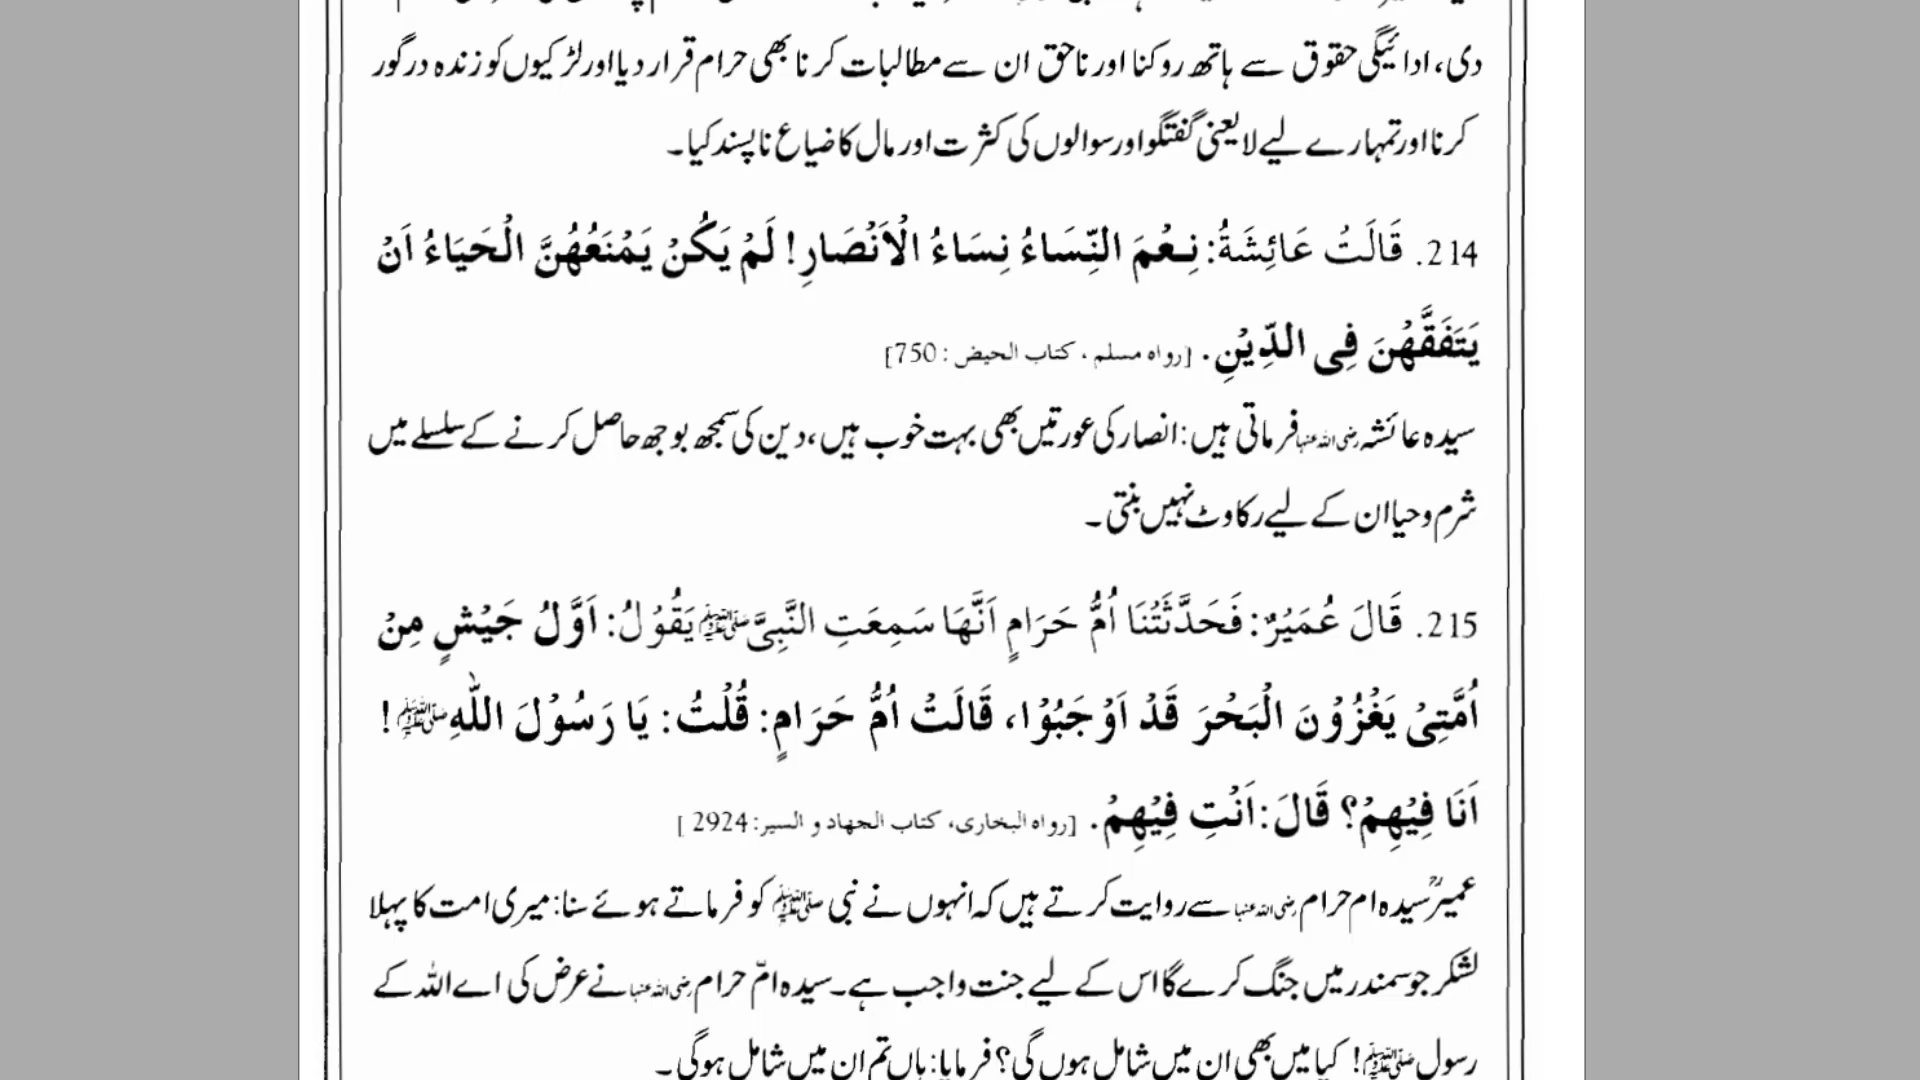 دی، ادائیگی حقوق سے ہاتھ روکنا اور ناحق ان سے مطالبات کرنا بھی حرام قرار دیا اور لڑکیوں کو زندہ درگور
کرنا اور تمہارے لیے لایعنی گفتگو اور سوالوں کی کثرت اور مال کا ضیاع ناپسند کیا۔
214. قَالَتْ عَائِشَةُ: نِعْمَ النِّسَاءُ نِسَاءُ الْاَنْصَارِ! لَمْ يَكُنْ يَمْنَعُهُنَّ الْحَيَاءُ اَنْ
يَتَفَقَّهْنَ فِى الدِّيْنِ. [رواه مسلم، كتاب الحيض: 750]
سیدہ عائشہ رضی اللہ عنہا فرماتی ہیں: انصار کی عورتیں بھی بہت خوب ہیں، دین کی سمجھ بوجھ حاصل کرنے کے سلسلے میں
شرم و حیا ان کے لیے رکاوٹ نہیں بنتی۔
215. قَالَ عُمَيْرٌ: فَحَدَّثَتْنَا اُمُّ حَرَامٍ اَنَّهَا سَمِعَتِ النَّبِىَّ ﷺ يَقُوْلُ: اَوَّلُ جَيْشٍ مِنْ
اُمَّتِىْ يَغْزُوْنَ الْبَحْرَ قَدْ اَوْجَبُوْا، قَالَتْ اُمُّ حَرَامٍ: قُلْتُ: يَا رَسُوْلَ اللّٰهِ ﷺ!
اَنَا فِيْهِمْ؟ قَالَ: اَنْتِ فِيْهِمْ. [رواه البخارى، كتاب الجهاد و السير: 2924]
عمیرؒ سیدہ ام حرام رضی اللہ عنہا سے روایت کرتے ہیں کہ انہوں نے نبی ﷺ کو فرماتے ہوئے سنا: میری امت کا پہلا
لشکر جو سمندر میں جنگ کرے گا اس کے لیے جنت واجب ہے۔ سیدہ امّ حرام رضی اللہ عنہا نے عرض کی اے اللہ کے
رسول ﷺ! کیا میں بھی ان میں شامل ہوں گی؟ فرمایا: ہاں تم ان میں شامل ہوگی۔